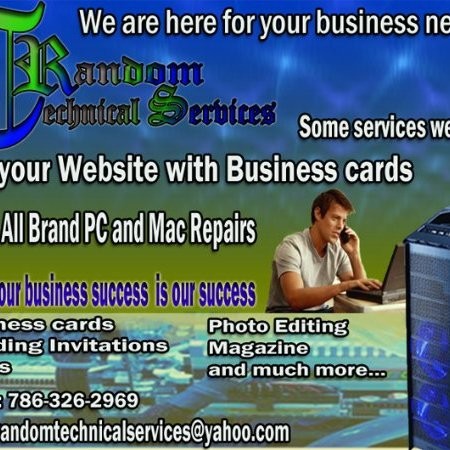 We are here for your business ne
Random
Technical Services
Some services we
your Website with Business cards
All Brand PC and Mac Repairs
our business success is our success
ness cards
ding Invitations
s
Photo Editing
Magazine
and much more...
: 786-326-2969
randomtechnicalservices@yahoo.com